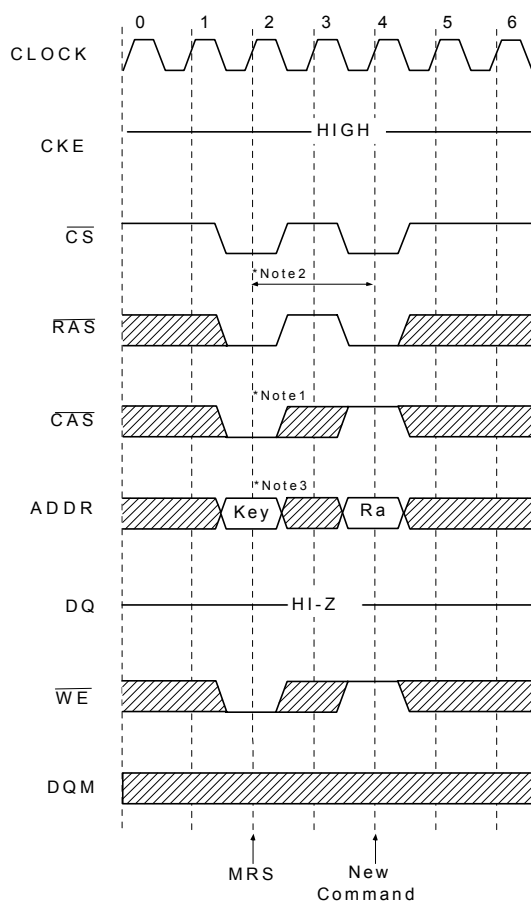 0 1 2 3 4 5 6
CLOCK
HIGH
CKE
CS
*Note2
RAS
*Note1
CAS
*Note3
ADDR Key Ra
DQ HI-Z
WE
DQM
MRS New
Command